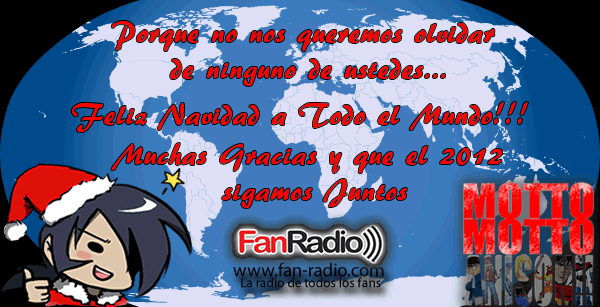 Porque no nos queremos olvidar
de ninguno de ustedes...
Feliz Navidad a Todo el Mundo!!!
Muchas Gracias y que el 2012
sigamos Juntos
FanRadio
www.fan-radio.com
La radio de todos los fans
MOTTO
MOTTO
ANISONG